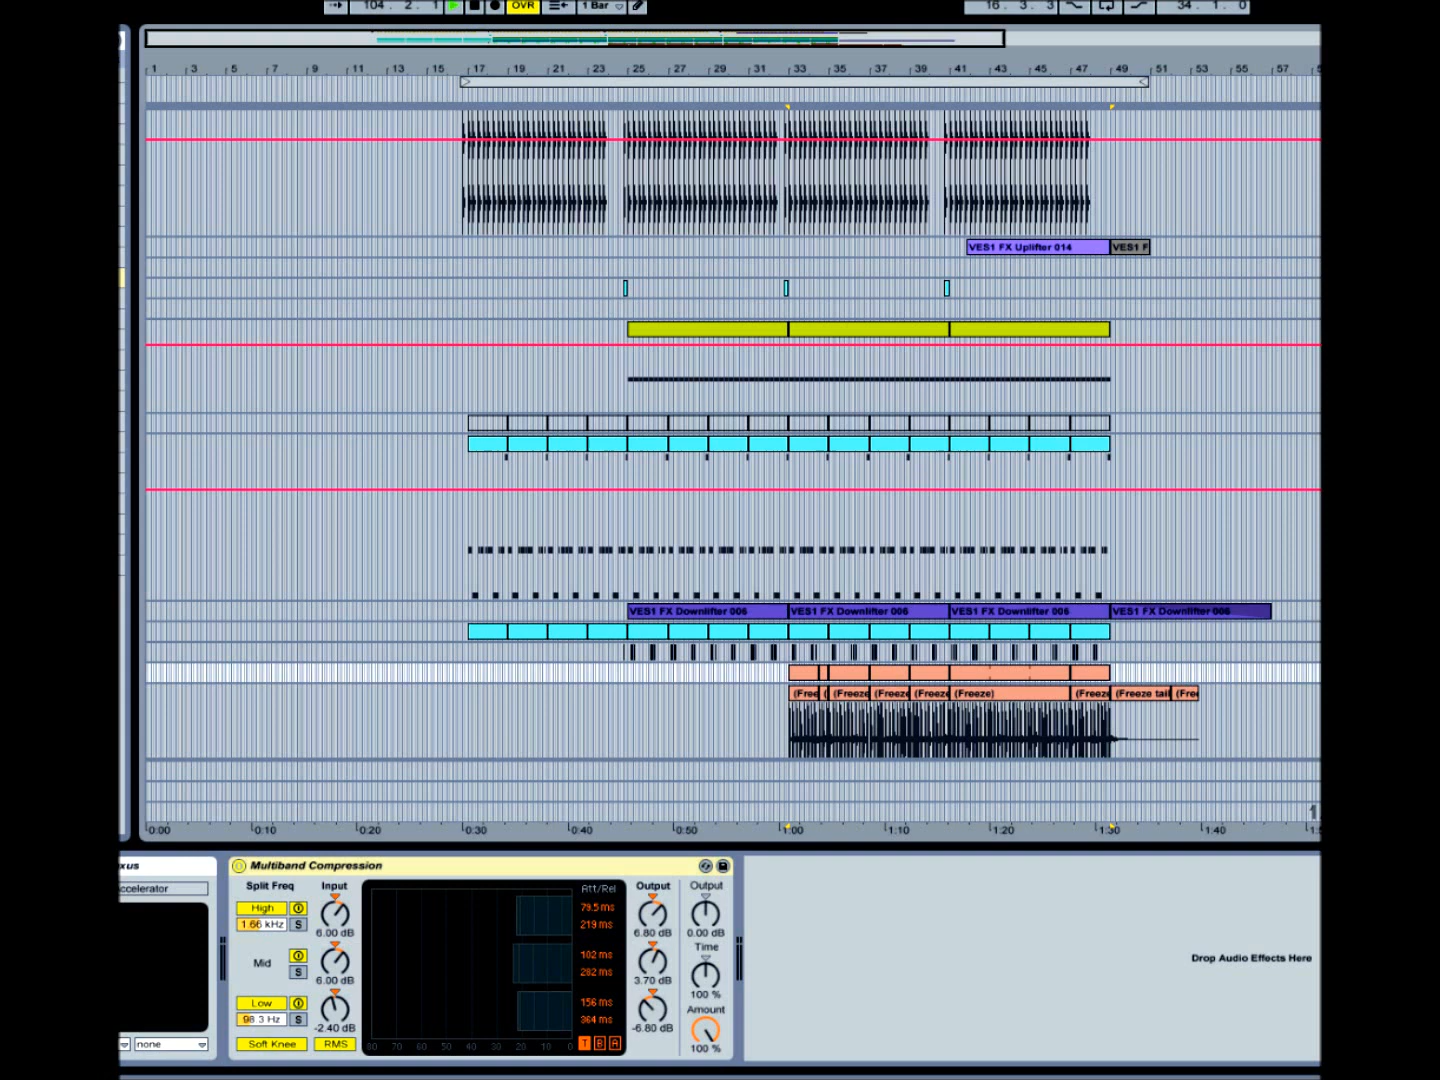 104 . 2 . 1 OVR 1 Bar 16 . 3 . 3 34 . 1 . 0
1 3 5 7 9 11 13 15 17 19 21 23 25 27 29 31 33 35 37 39 41 43 45 47 49 51 53 55 57
VES1 FX Uplifter 014 VES1 F
VES1 FX Downlifter 006 VES1 FX Downlifter 006 VES1 FX Downlifter 006 VES1 FX Downlifter 006
(Free ( (Freeze (Freeze (Freeze (Freeze) (Freeze (Freeze tail (Free
0:00 0:10 0:20 0:30 0:40 0:50 1:00 1:10 1:20 1:30 1:40
xus Multiband Compression
ccelerator Split Freq Input Att/Rel Output Output
High 79.5 ms
1.66 kHz S 6.00 dB 219 ms 6.80 dB 0.00 dB
Time
Mid 102 ms
S 6.00 dB 282 ms 3.70 dB 100 %
Drop Audio Effects Here
Low 156 ms Amount
98.3 Hz S -2.40 dB 364 ms -6.80 dB
none Soft Knee RMS 80 70 60 50 40 30 20 10 0 T B A 100 %